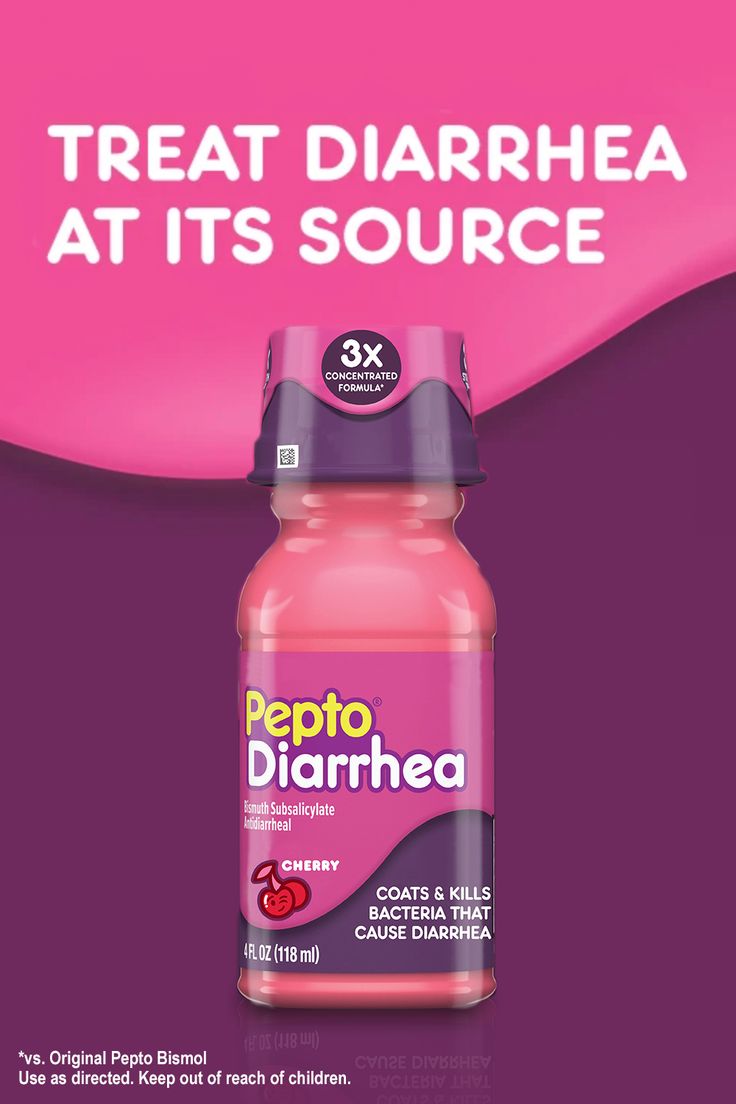 TREAT DIARRHEA
AT ITS SOURCE
3X
CONCENTRATED
FORMULA*
Pepto®
Diarrhea
Bismuth Subsalicylate
Antidiarrheal
CHERRY
COATS & KILLS
BACTERIA THAT
CAUSE DIARRHEA
4 FL OZ (118 ml)
*vs. Original Pepto Bismol
Use as directed. Keep out of reach of children.